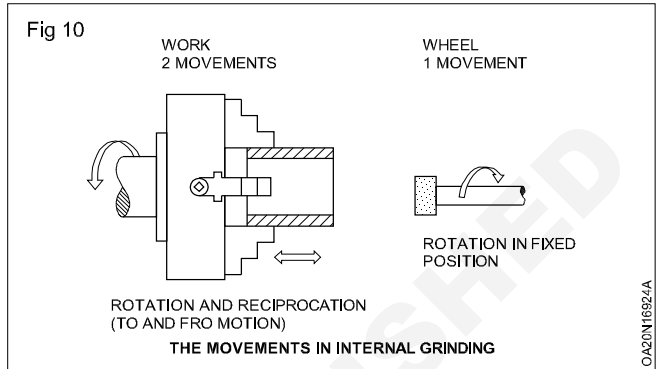 Fig 10
WORK
2 MOVEMENTS
WHEEL
1 MOVEMENT
ROTATION IN FIXED
POSITION
ROTATION AND RECIPROCATION
(TO AND FRO MOTION)
THE MOVEMENTS IN INTERNAL GRINDING
OA20N16924A